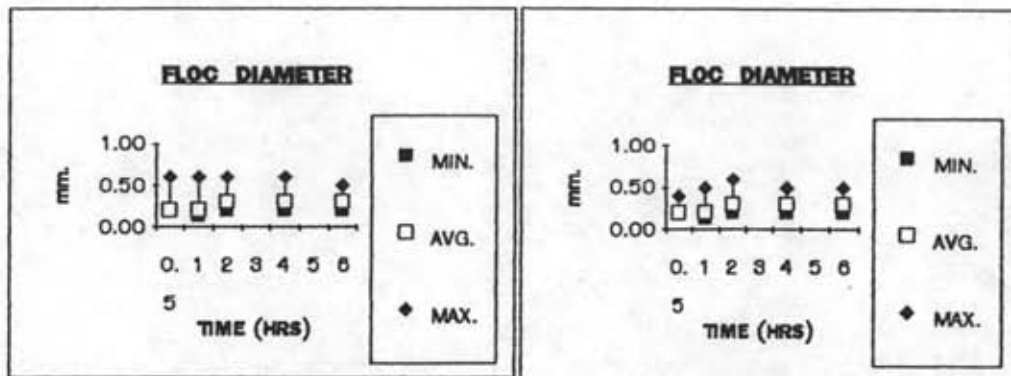 FLOC DIAMETER
1.00
0.50
0.00
mm.
0. 1 2 3 4 5 6
5
TIME (HRS)
MIN.
AVG.
MAX.
FLOC DIAMETER
1.00
0.50
0.00
mm.
0. 1 2 3 4 5 6
5
TIME (HRS)
MIN.
AVG.
MAX.